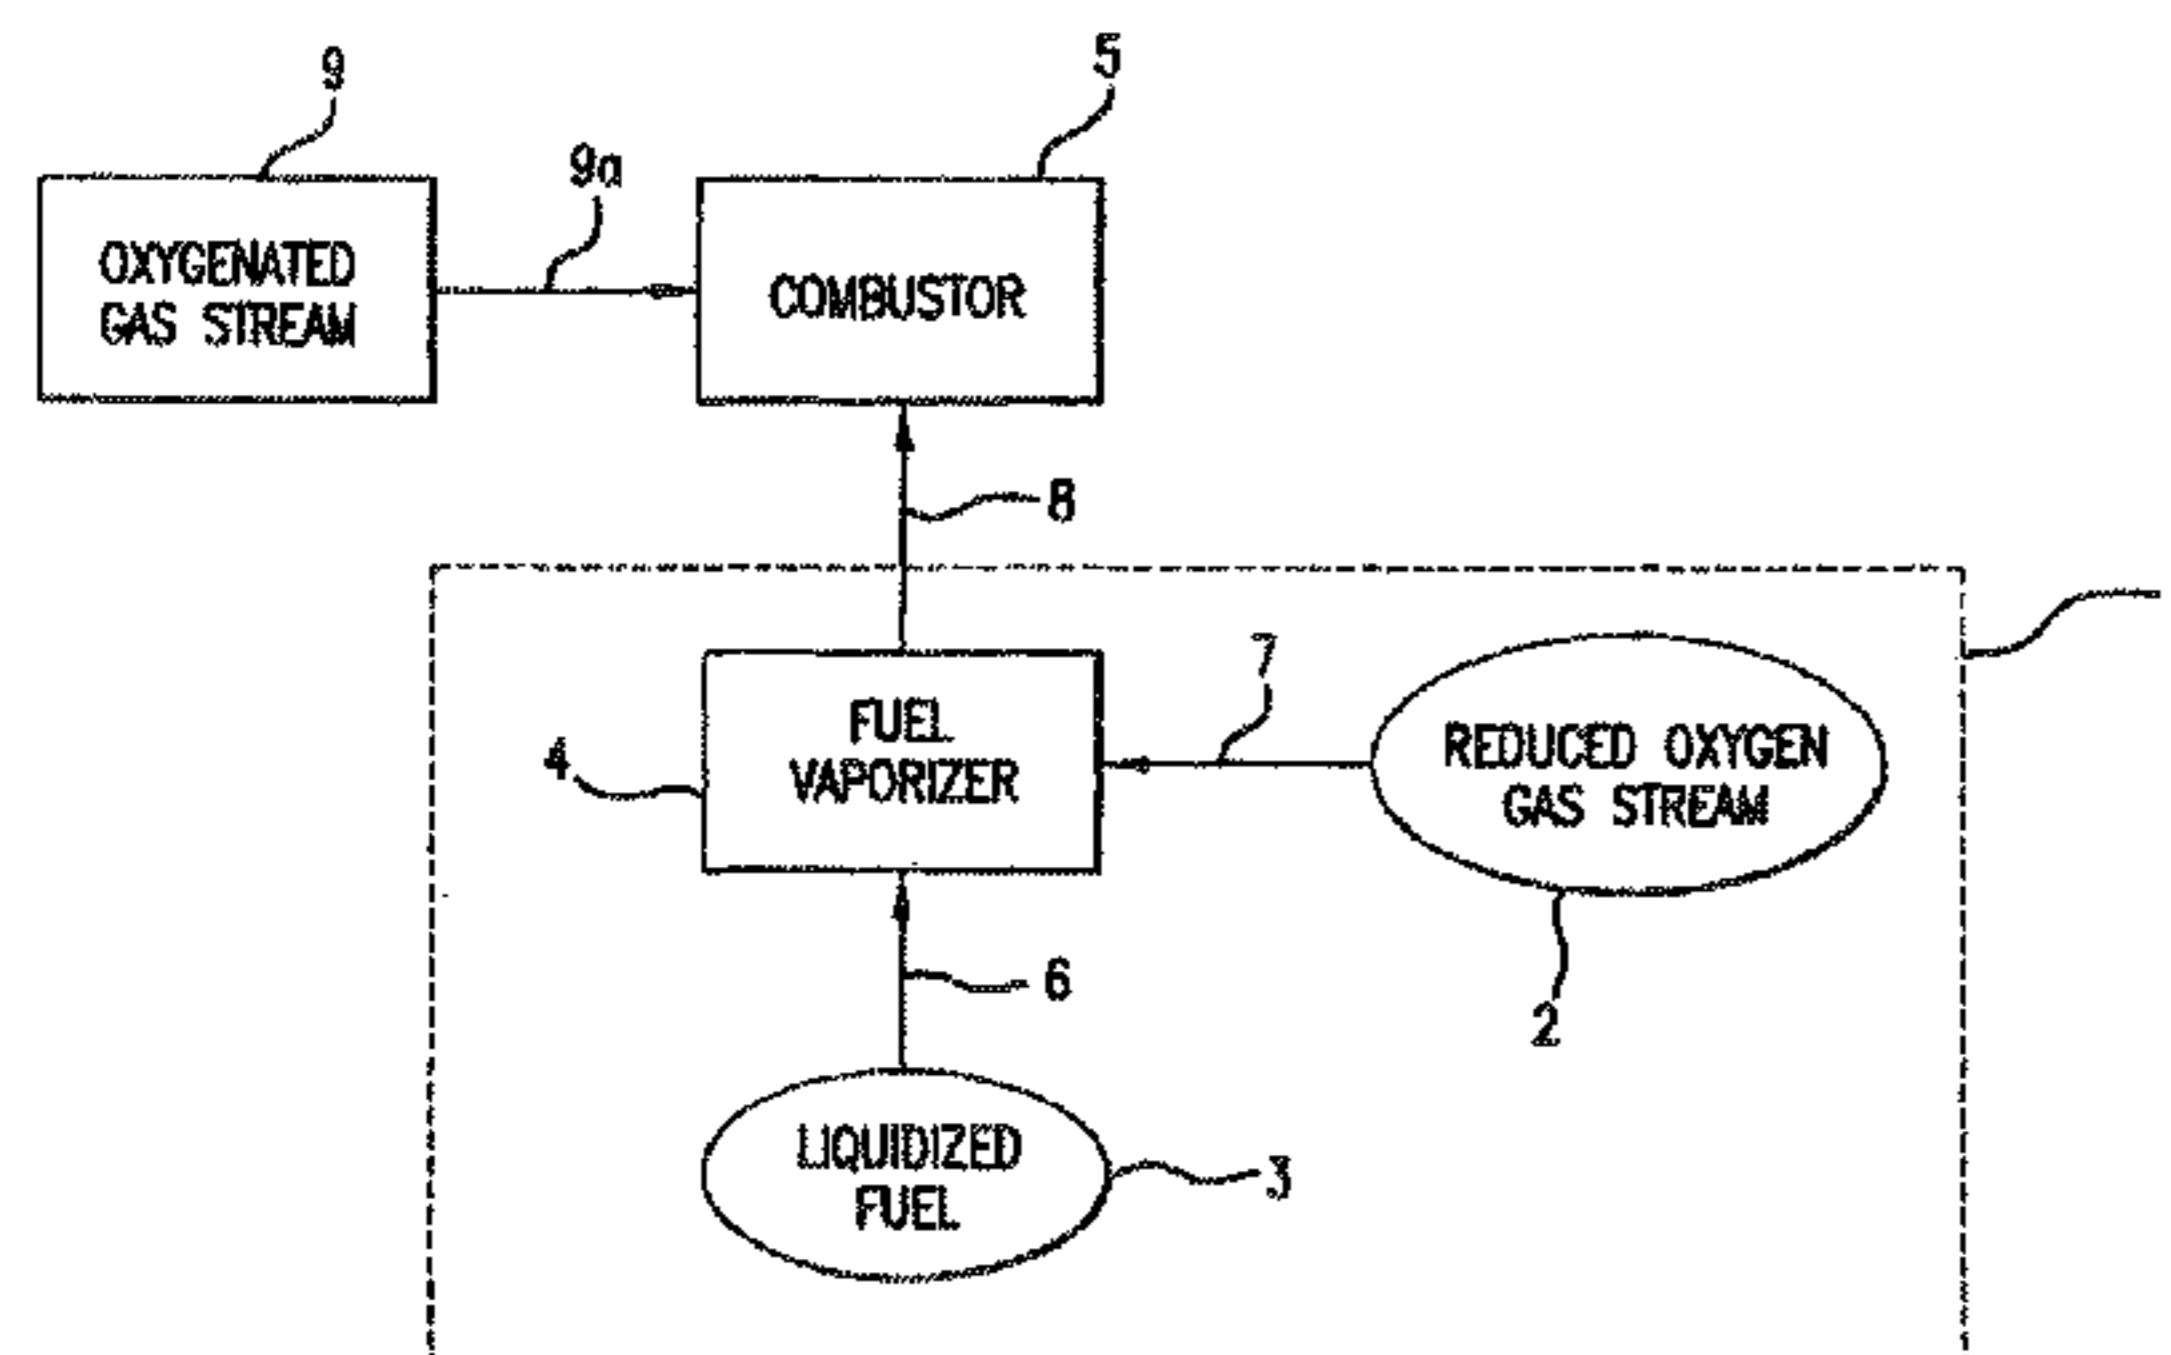 9
5
9a
OXYGENATED
GAS STREAM
COMBUSTOR
8
7
FUEL
VAPORIZER
4
REDUCED OXYGEN
GAS STREAM
6
2
LIQUIDIZED
FUEL
3